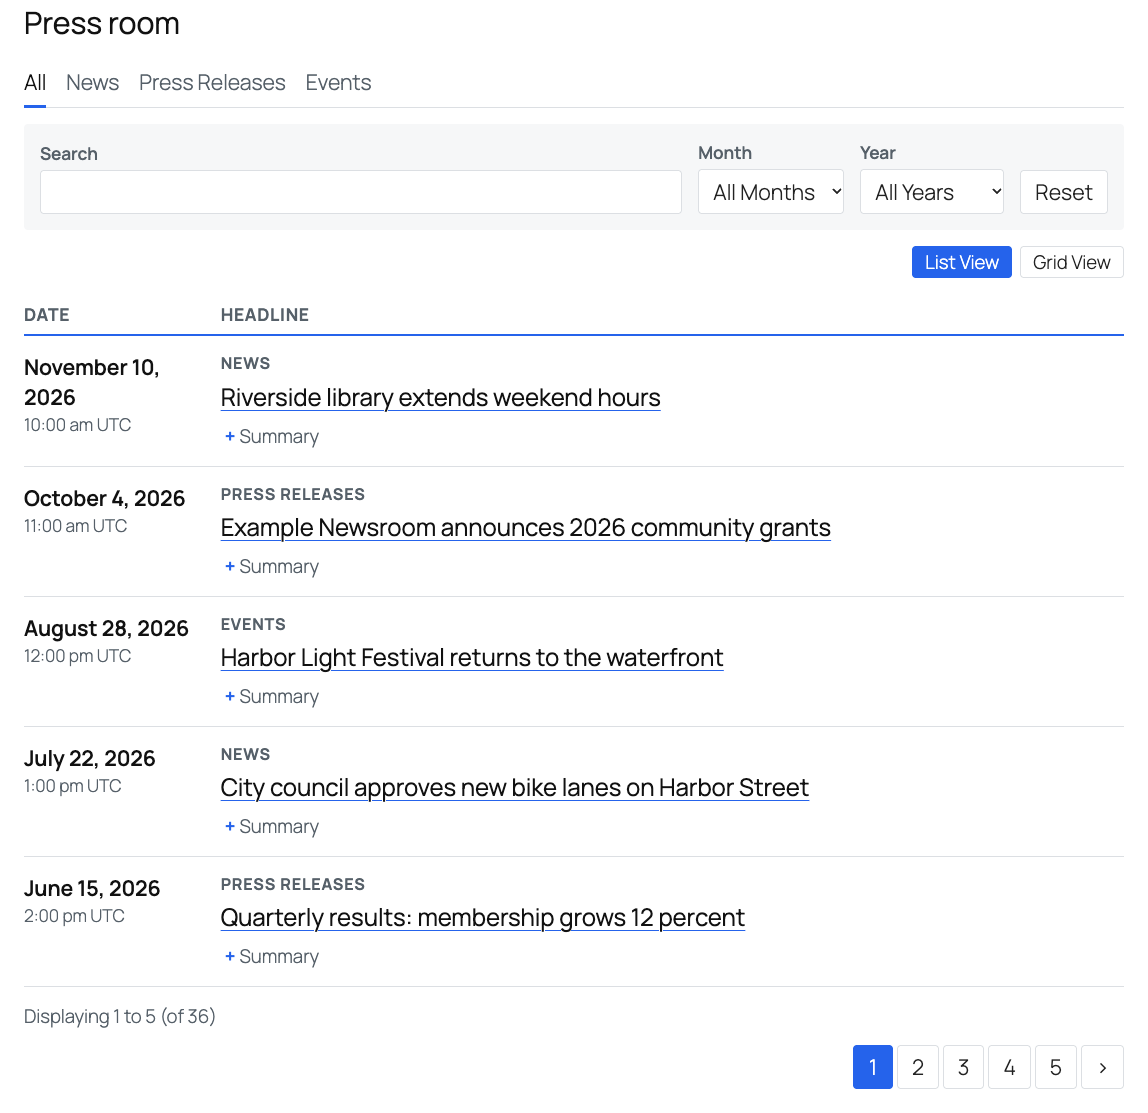 Press room
All News Press Releases Events
Search
Month
Year
All Months
All Years
Reset
List View
Grid View
DATE
HEADLINE
November 10,
2026
10:00 am UTC
NEWS
Riverside library extends weekend hours
+ Summary
October 4, 2026
11:00 am UTC
PRESS RELEASES
Example Newsroom announces 2026 community grants
+ Summary
August 28, 2026
12:00 pm UTC
EVENTS
Harbor Light Festival returns to the waterfront
+ Summary
July 22, 2026
1:00 pm UTC
NEWS
City council approves new bike lanes on Harbor Street
+ Summary
June 15, 2026
2:00 pm UTC
PRESS RELEASES
Quarterly results: membership grows 12 percent
+ Summary
Displaying 1 to 5 (of 36)
1 2 3 4 5 ›